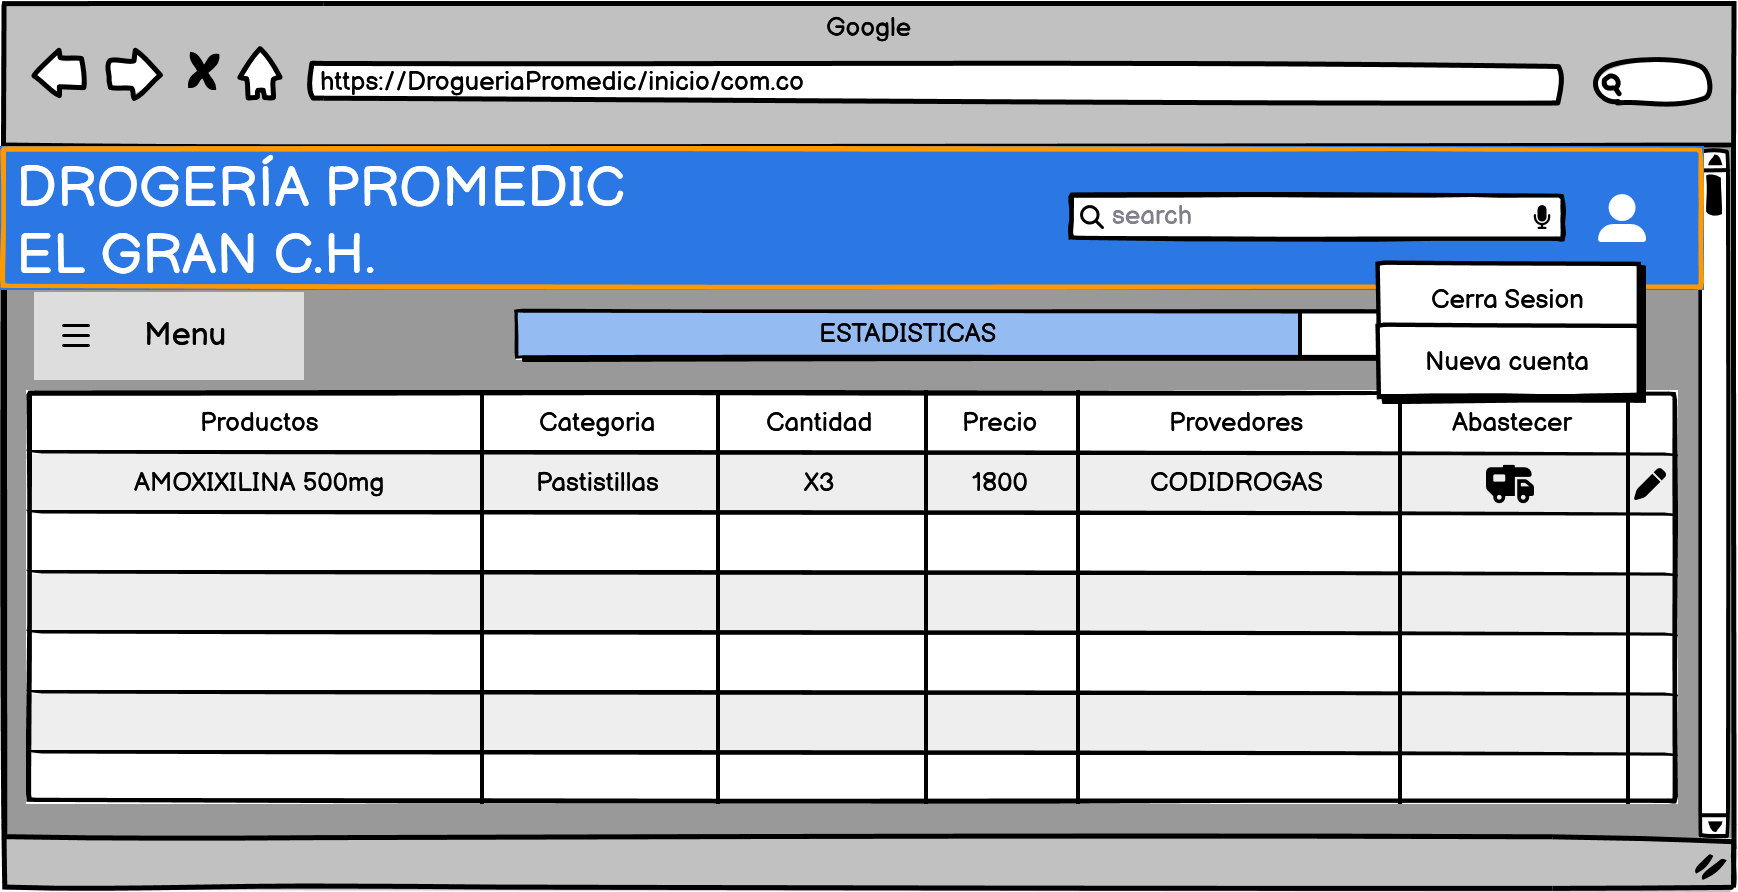 Google
https://DrogueriaPromedic/inicio/com.co
DROGERÍA PROMEDIC
EL GRAN C.H.
search
Cerra Sesion
Nueva cuenta
Menu
ESTADISTICAS
Productos Categoria Cantidad Precio Provedores Abastecer
AMOXIXILINA 500mg Pastistillas X3 1800 CODIDROGAS